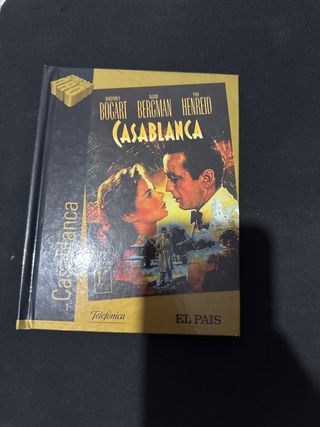 HUMPHREY INGRID PAUL
BOGART BERGMAN HENREID
CASABLANCA
Casablanca
Telefónica
EL PAIS